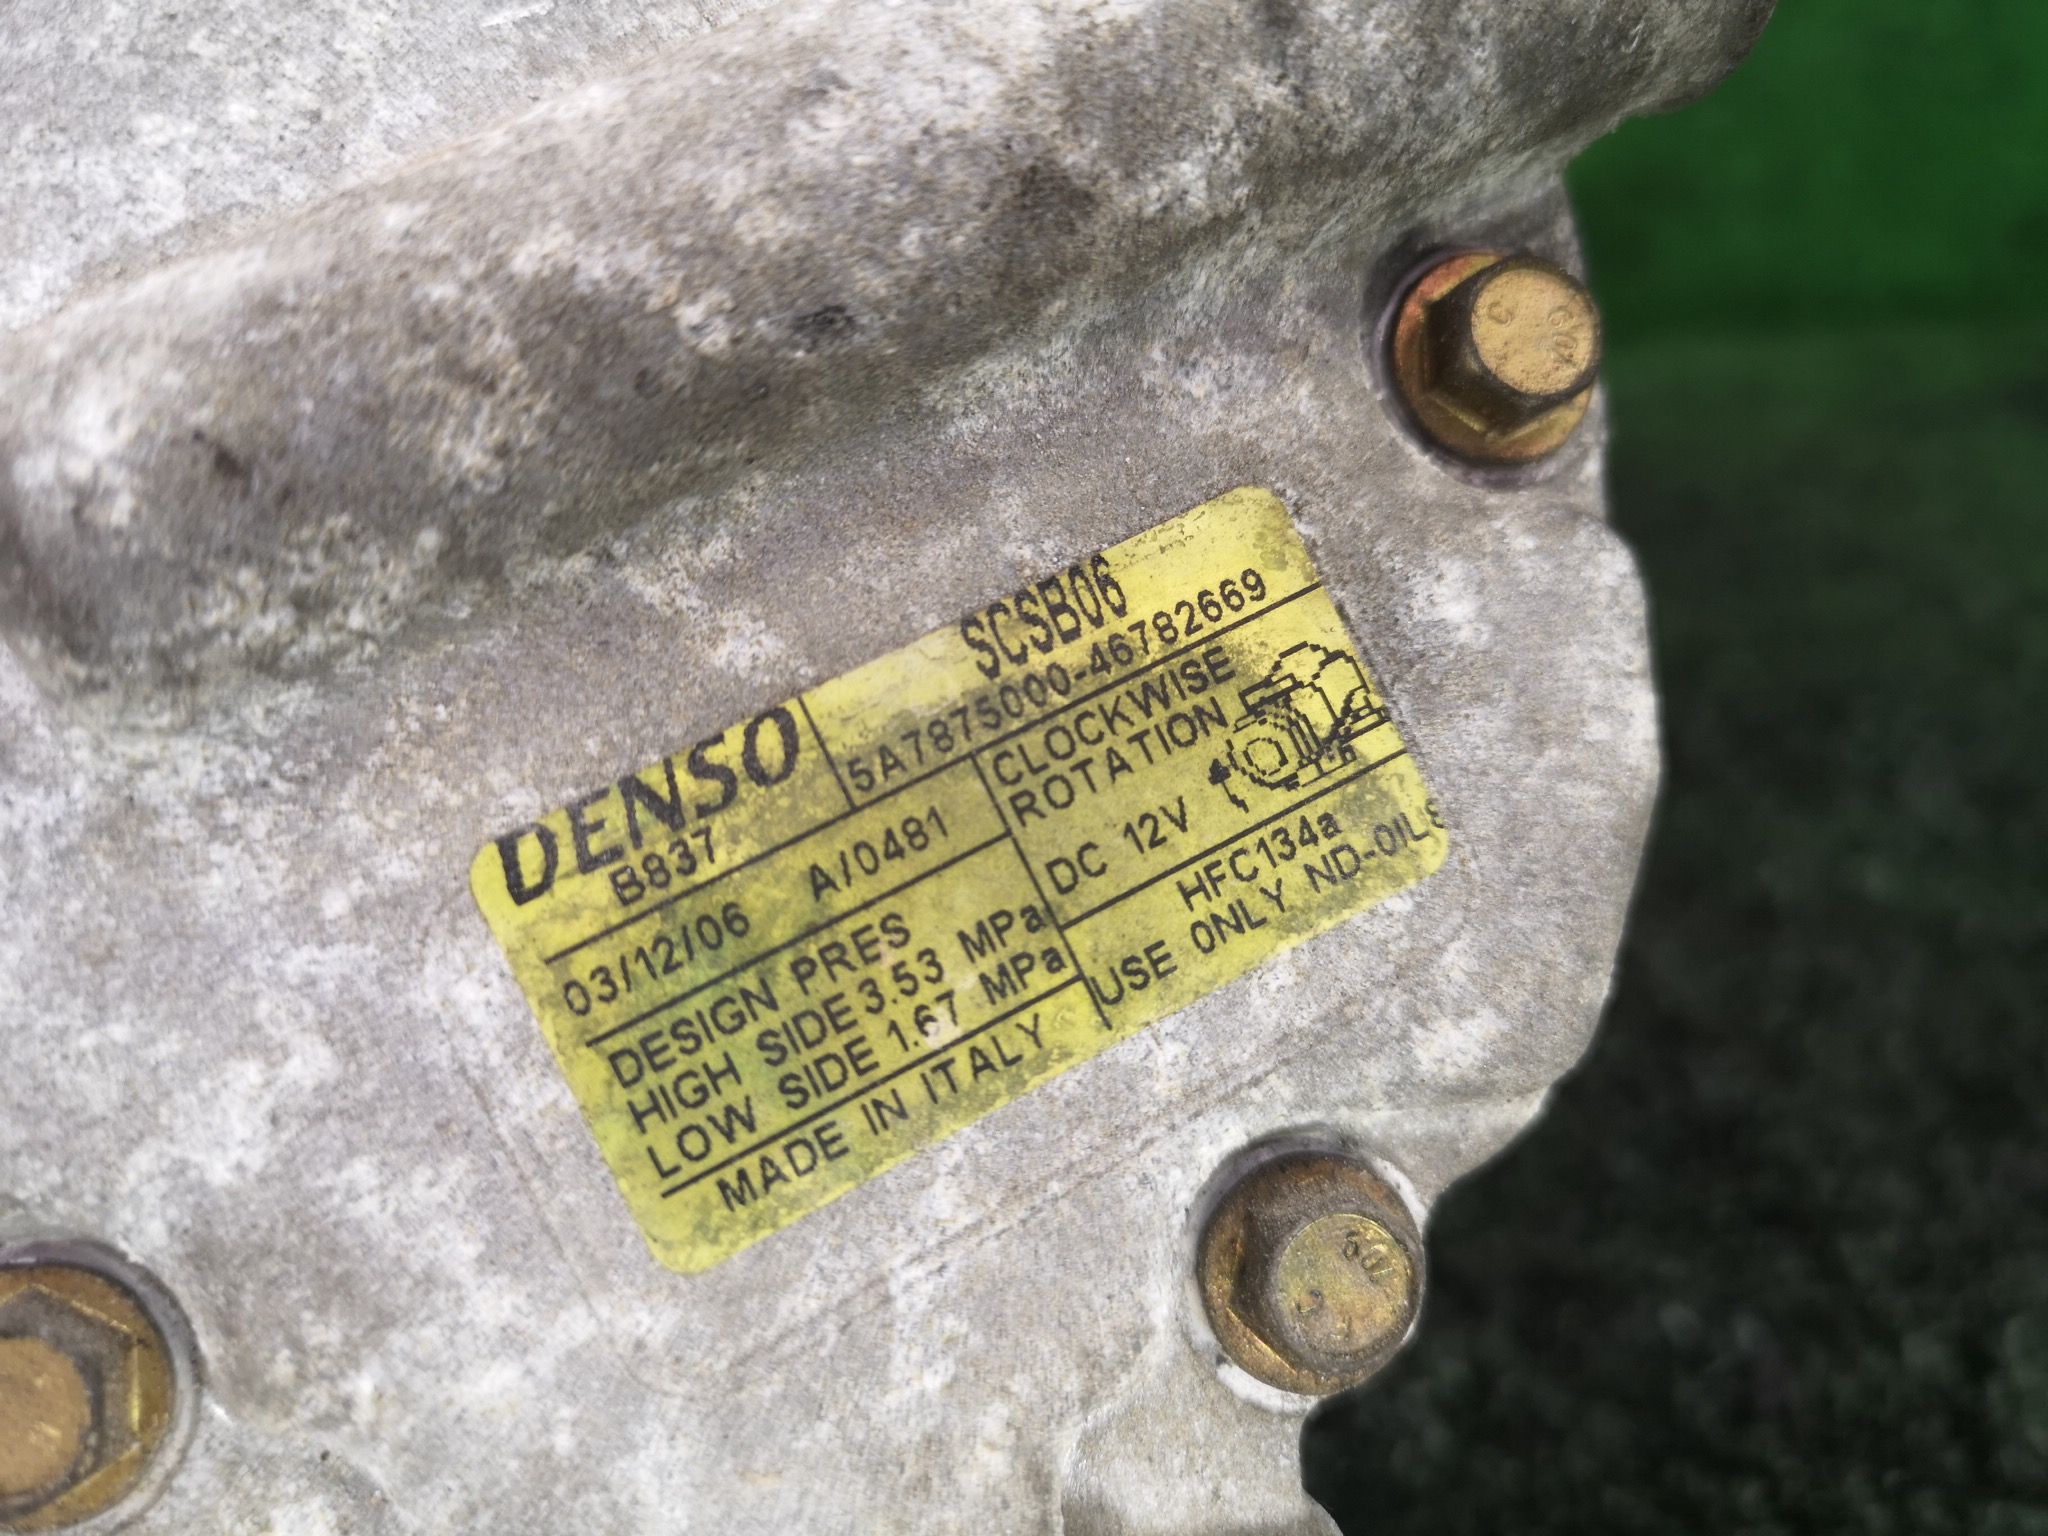 DENSO
SCSB06
B837
5A7875000-46782669
03/12/06 A/0481
CLOCKWISE
ROTATION
DC 12V
DESIGN PRES
HIGH SIDE 3.53 MPa
LOW SIDE 1.67 MPa
HFC134a
USE ONLY ND-OIL8
MADE IN ITALY